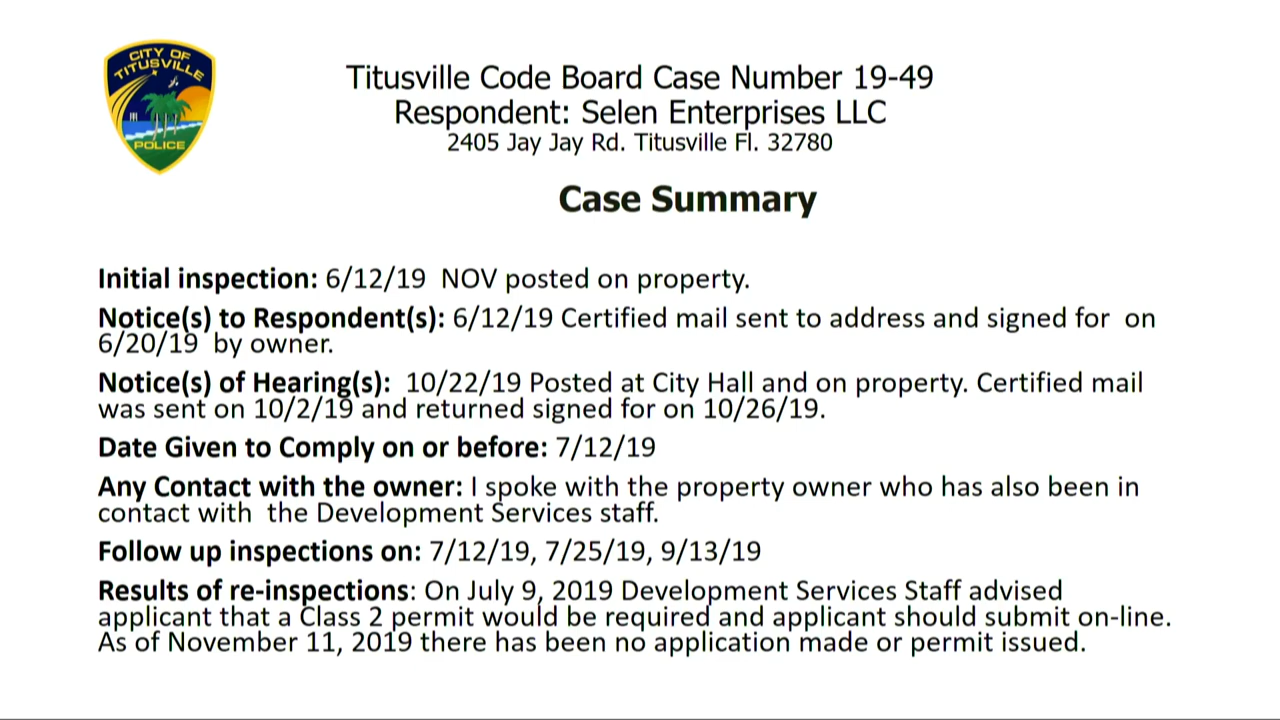 CITY OF
TITUSVILLE
POLICE
Titusville Code Board Case Number 19-49
Respondent: Selen Enterprises LLC
2405 Jay Jay Rd. Titusville Fl. 32780
Case Summary
Initial inspection: 6/12/19  NOV posted on property.
Notice(s) to Respondent(s): 6/12/19 Certified mail sent to address and signed for  on
6/20/19  by owner.
Notice(s) of Hearing(s):  10/22/19 Posted at City Hall and on property. Certified mail
was sent on 10/2/19 and returned signed for on 10/26/19.
Date Given to Comply on or before: 7/12/19
Any Contact with the owner: I spoke with the property owner who has also been in
contact with  the Development Services staff.
Follow up inspections on: 7/12/19, 7/25/19, 9/13/19
Results of re-inspections: On July 9, 2019 Development Services Staff advised
applicant that a Class 2 permit would be required and applicant should submit on-line.
As of November 11, 2019 there has been no application made or permit issued.